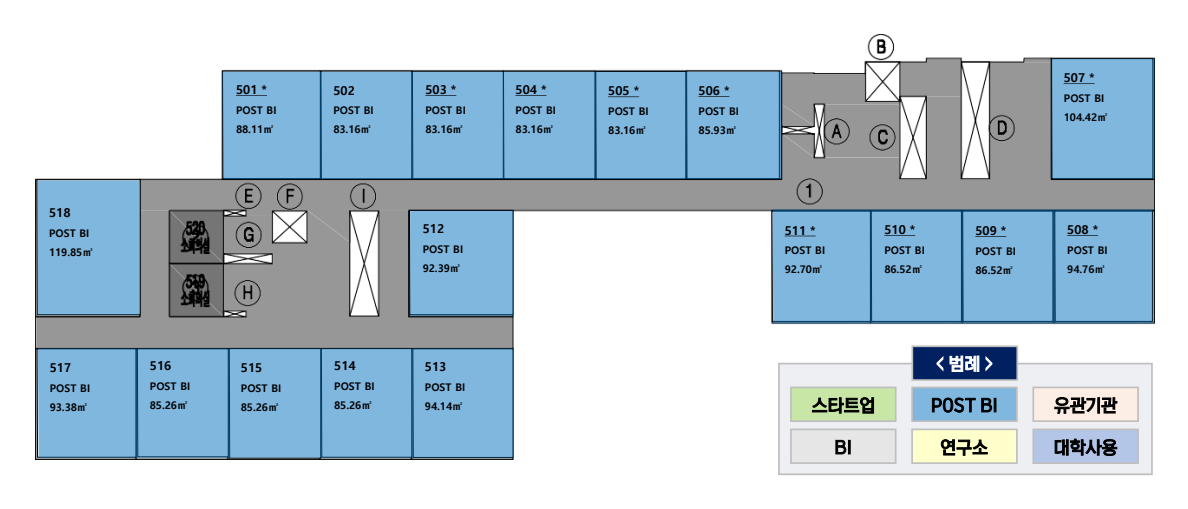 B
501 *
POST BI
88.11㎡
502
POST BI
83.16㎡
503 *
POST BI
83.16㎡
504 *
POST BI
83.16㎡
505 *
POST BI
83.16㎡
506 *
POST BI
85.93㎡
A
C
D
507 *
POST BI
104.42㎡
518
POST BI
119.85㎡
E
F
I
G
H
520
519
512
POST BI
92.39㎡
1
511 *
POST BI
92.70㎡
510 *
POST BI
86.52㎡
509 *
POST BI
86.52㎡
508 *
POST BI
94.76㎡
517
POST BI
93.38㎡
516
POST BI
85.26㎡
515
POST BI
85.26㎡
514
POST BI
85.26㎡
513
POST BI
94.14㎡
< 범례 >
스타트업
POST BI
유관기관
BI
연구소
대학사용